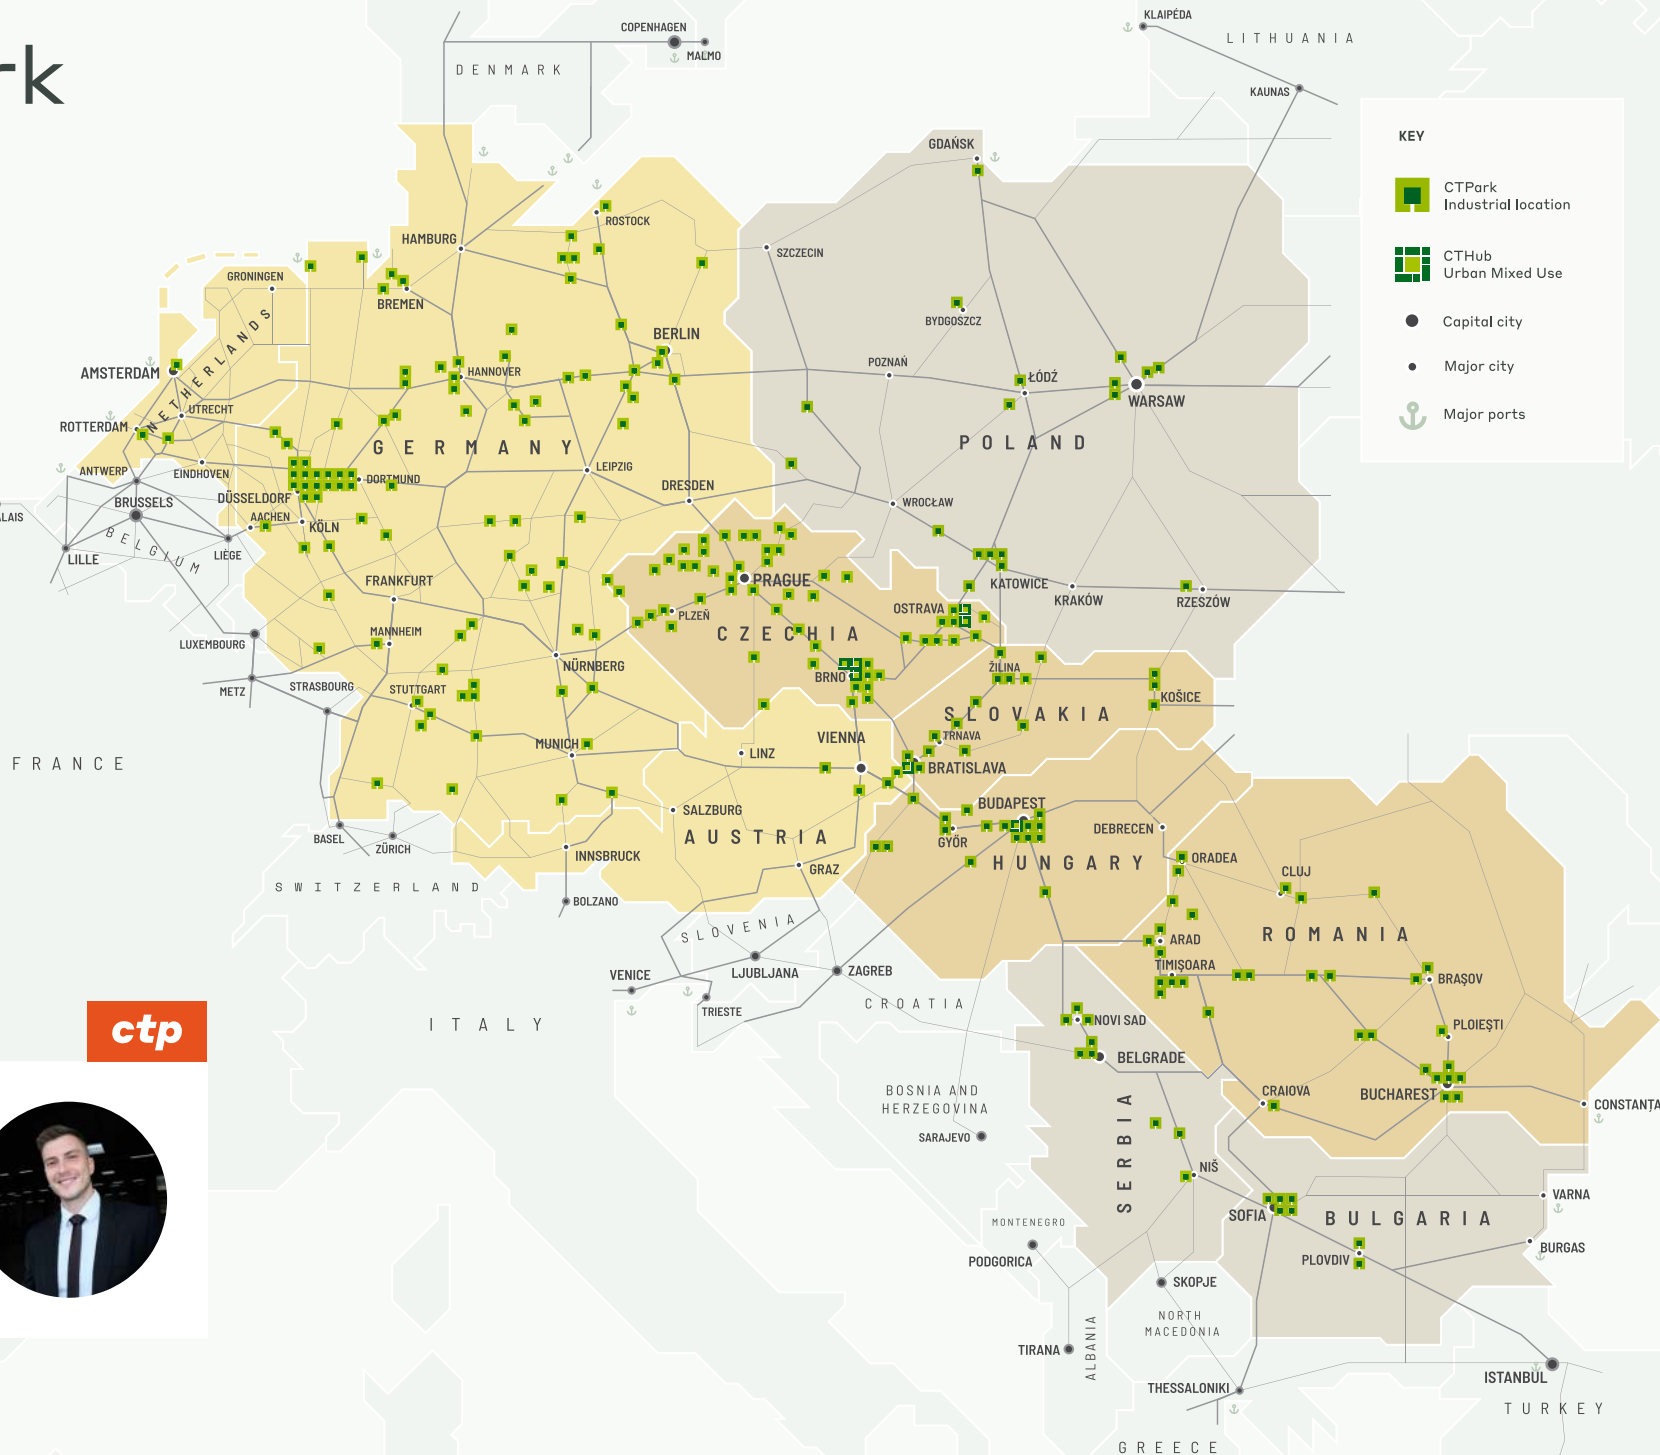 rk
KEY
CTPark
Industrial location
CTHub
Urban Mixed Use
Capital city
Major city
Major ports
KLAIPÉDA
LITHUANIA
KAUNAS
COPENHAGEN
MALMO
DENMARK
GDAŃSK
ROSTOCK
HAMBURG
SZCZECIN
GRONINGEN
BREMEN
BYDGOSZCZ
BERLIN
AMSTERDAM
NETHERLANDS
HANNOVER
POZNAŃ
ŁÓDŹ
WARSAW
UTRECHT
ROTTERDAM
GERMANY
POLAND
ANTWERP
EINDHOVEN
DORTMUND
LEIPZIG
DRESDEN
DÜSSELDORF
BRUSSELS
WROCŁAW
ALAIS
AACHEN
KÖLN
BELGIUM
LIÈGE
LILLE
FRANKFURT
PRAGUE
KATOWICE
KRAKÓW
RZESZÓW
OSTRAVA
PLZEŇ
CZECHIA
LUXEMBOURG
MANNHEIM
NÜRNBERG
BRNO
ŽILINA
METZ
STRASBOURG
STUTTGART
KOŠICE
SLOVAKIA
TRNAVA
MUNICH
LINZ
VIENNA
BRATISLAVA
FRANCE
SALZBURG
AUSTRIA
BUDAPEST
GYŐR
DEBRECEN
HUNGARY
BASEL
ZÜRICH
INNSBRUCK
GRAZ
ORADEA
CLUJ
SWITZERLAND
BOLZANO
SLOVENIA
ARAD
ROMANIA
VENICE
LJUBLJANA
ZAGREB
TIMIŞOARA
BRAŞOV
TRIESTE
CROATIA
NOVI SAD
ITALY
PLOIEŞTI
ctp
BELGRADE
BOSNIA AND
HERZEGOVINA
CRAIOVA
BUCHAREST
CONSTANȚA
SARAJEVO
SERBIA
NIŠ
VARNA
SOFIA
BULGARIA
MONTENEGRO
PODGORICA
PLOVDIV
BURGAS
SKOPJE
NORTH
MACEDONIA
TIRANA
ALBANIA
THESSALONIKI
ISTANBUL
TURKEY
GREECE